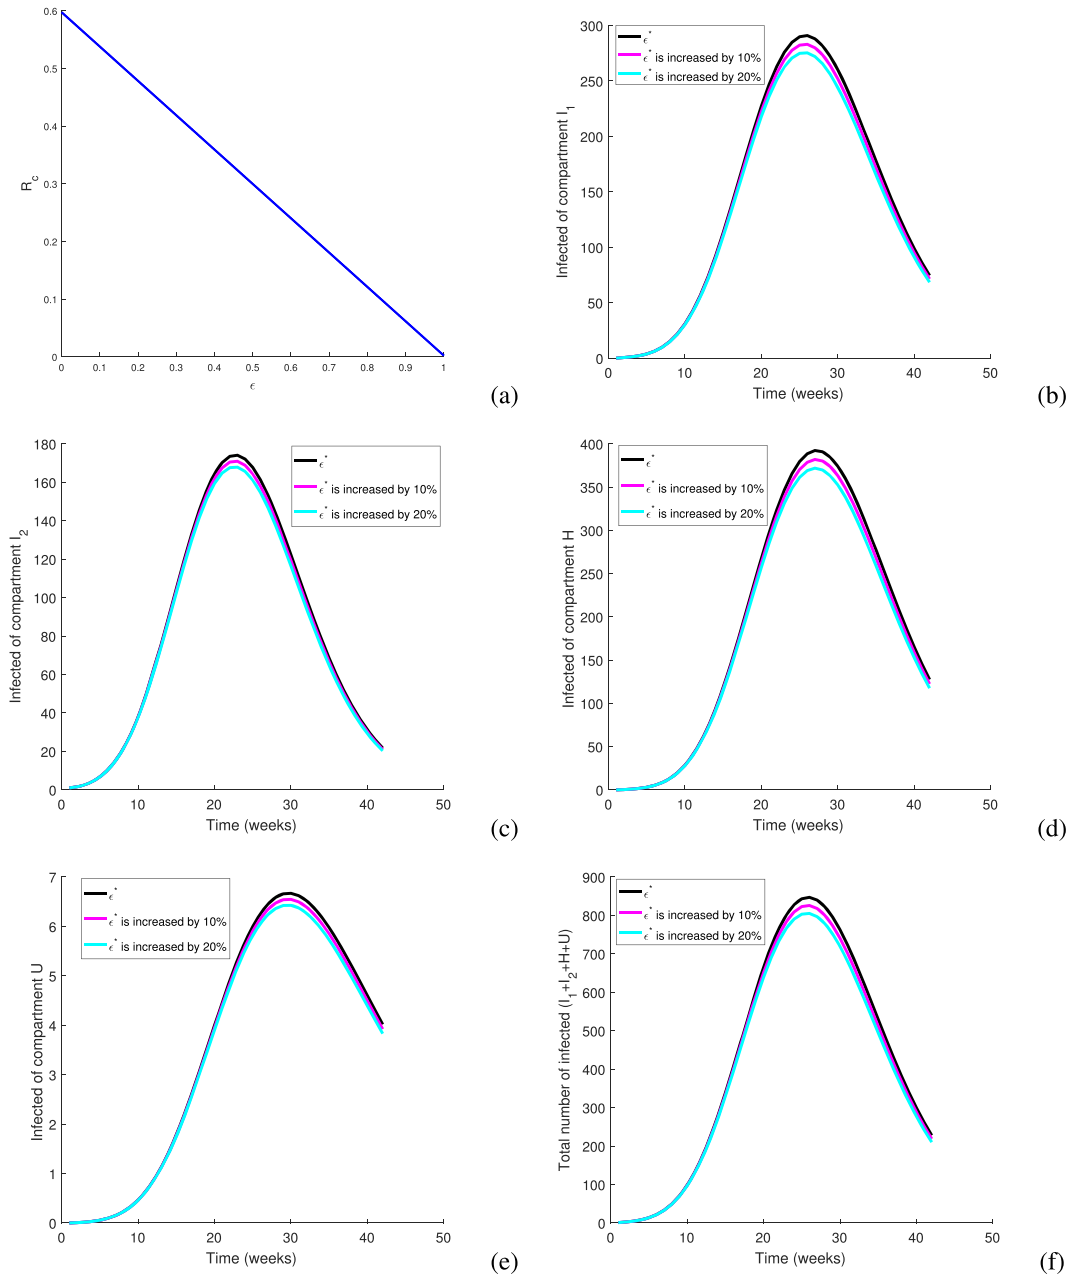 0.6
0.4
0.3
0.1
0
R_c
0 0.1 0.2 0.3 0.4 0.5 0.6 0.7 0.8 0.9 1
ϵ
(a)
ϵ*
ϵ* is increased by 10%
ϵ* is increased by 20%
300
250
200
150
100
50
0
Infected of compartment I_1
0 10 20 30 40 50
Time (weeks)
(b)
ϵ*
ϵ* is increased by 10%
ϵ* is increased by 20%
180
160
140
120
100
80
60
40
20
0
Infected of compartment I_2
0 10 20 30 40 50
Time (weeks)
(c)
ϵ*
ϵ* is increased by 10%
ϵ* is increased by 20%
400
350
300
250
200
150
100
50
0
Infected of compartment H
0 10 20 30 40 50
Time (weeks)
(d)
ϵ*
ϵ* is increased by 10%
ϵ* is increased by 20%
7
6
5
4
3
2
1
0
Infected of compartment U
0 10 20 30 40 50
Time (weeks)
(e)
ϵ*
ϵ* is increased by 10%
ϵ* is increased by 20%
900
800
700
600
500
400
300
200
100
0
Total number of infected (I_1+I_2+H+U)
0 10 20 30 40 50
Time (weeks)
(f)